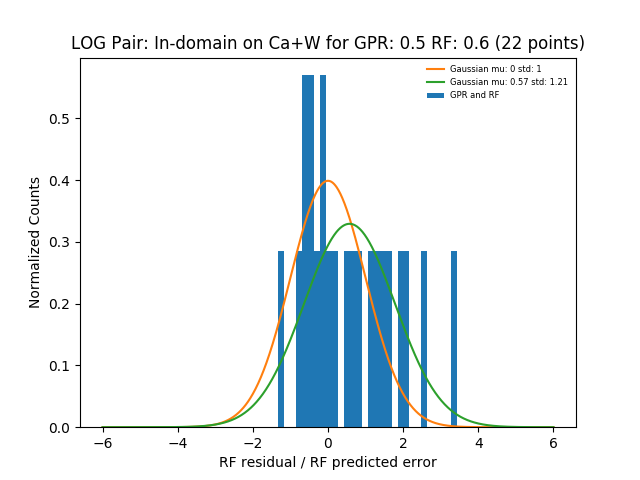 LOG Pair: In-domain on Ca+W for GPR: 0.5 RF: 0.6 (22 points)
Gaussian mu: 0 std: 1
Gaussian mu: 0.57 std: 1.21
GPR and RF
Normalized Counts
0.5
0.4
0.3
0.2
0.1
0.0
−6 −4 −2 0 2 4 6
RF residual / RF predicted error